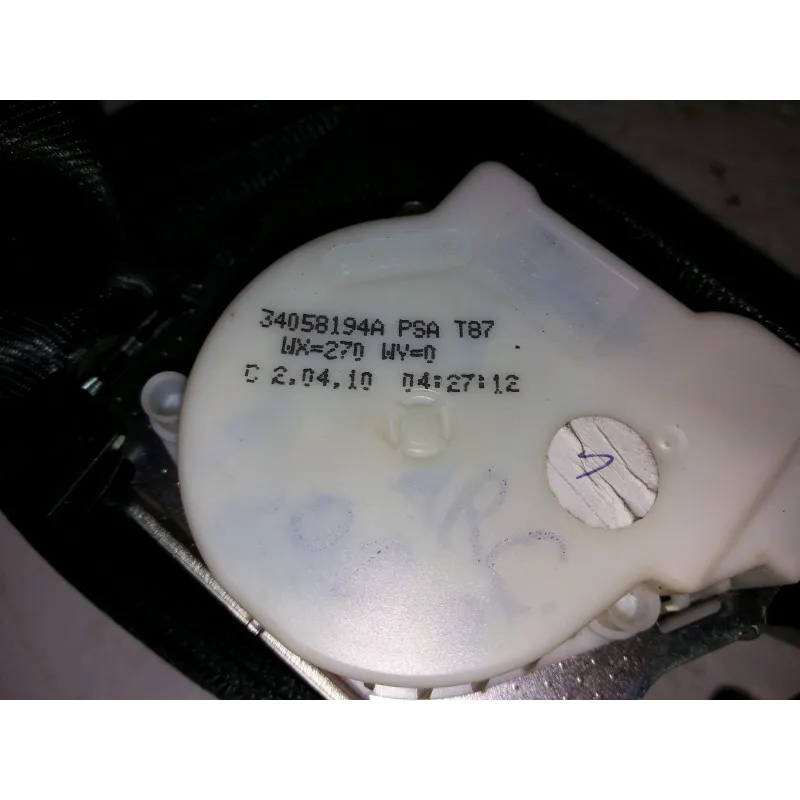 34058194A PSA T87
WX=270 WY=0
C 2.04.10 04:27:12